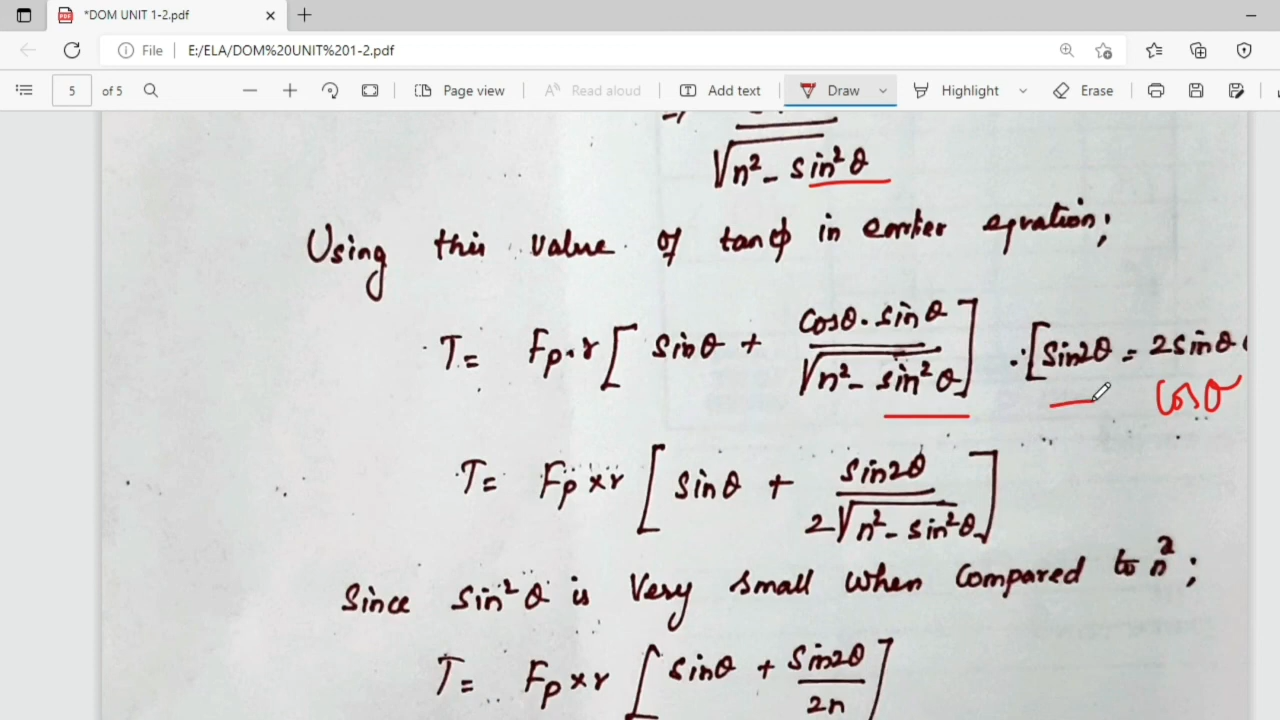 *DOM UNIT 1-2.pdf
File | E:/ELA/DOM%20UNIT%201-2.pdf
5 of 5 Page view Read aloud Add text Draw Highlight Erase
√n² - sin²θ
Using this value of tanϕ in earlier equation;
T = Fp.r [ sinθ + cosθ.sinθ / √n² - sin²θ ] ∴ [sin2θ = 2sinθ
cosθ
T = Fp×r [ sinθ + sin2θ / 2√n² - sin²θ ]
Since sin²θ is very small when compared to n²;
T = Fp×r [ sinθ + sin2θ / 2n ]